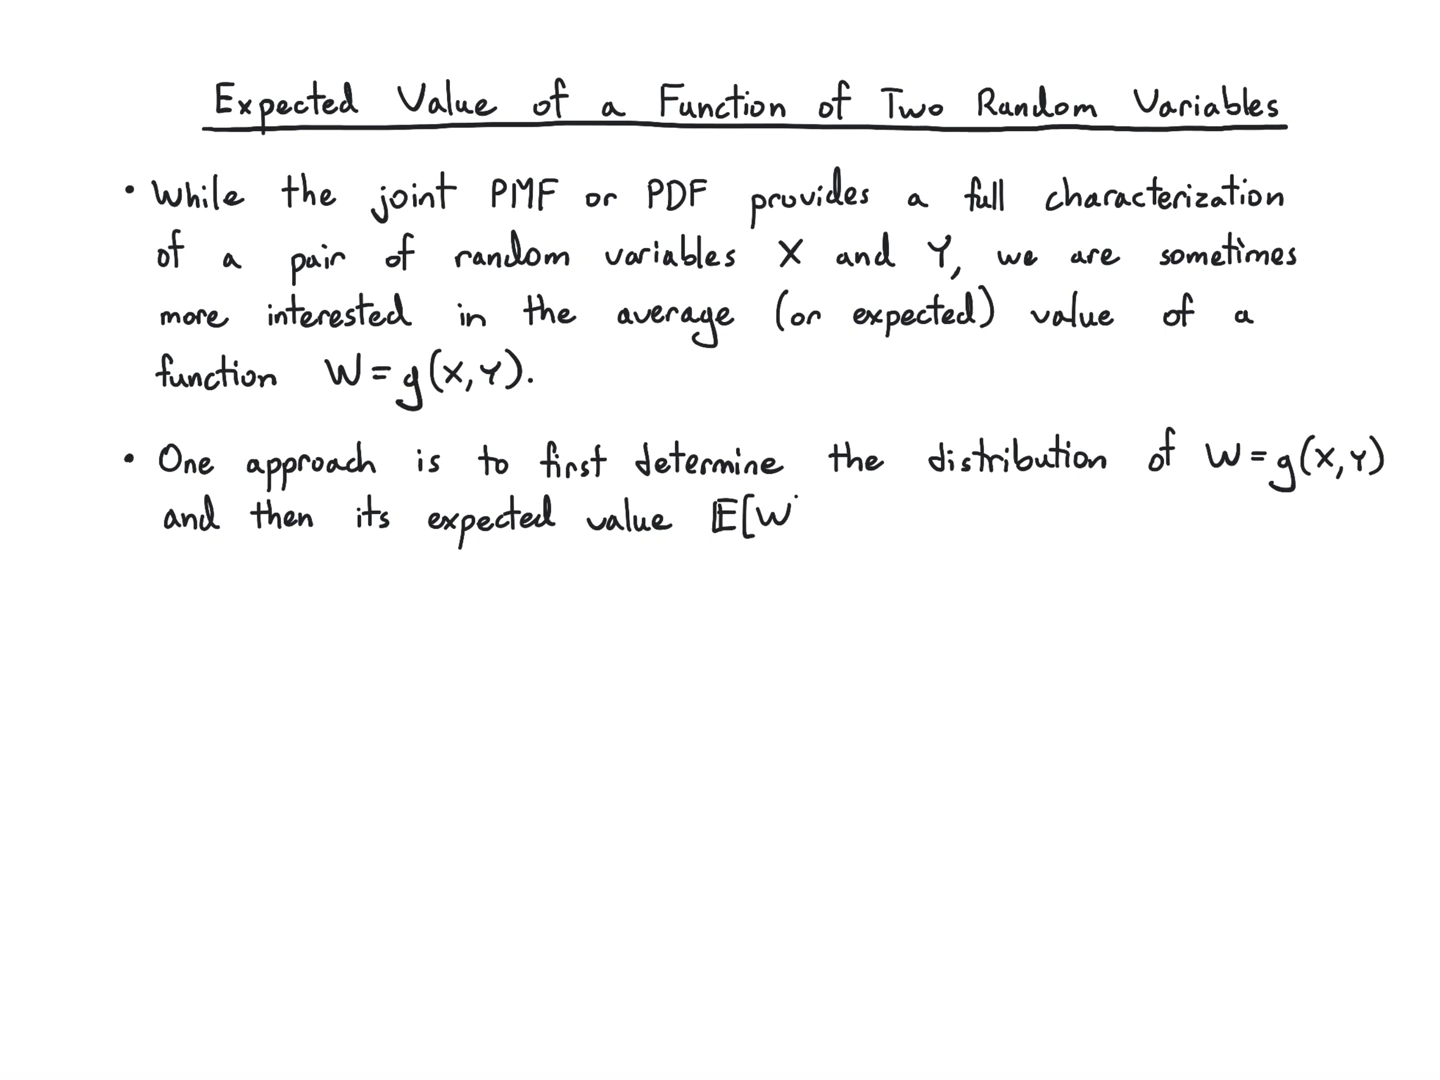 Expected Value of a Function of Two Random Variables
• While the joint PMF or PDF provides a full characterization
of a pair of random variables X and Y, we are sometimes
more interested in the average (or expected) value of a
function W = g(X, Y).
• One approach is to first determine the distribution of W = g(X, Y)
and then its expected value 𝔼[W